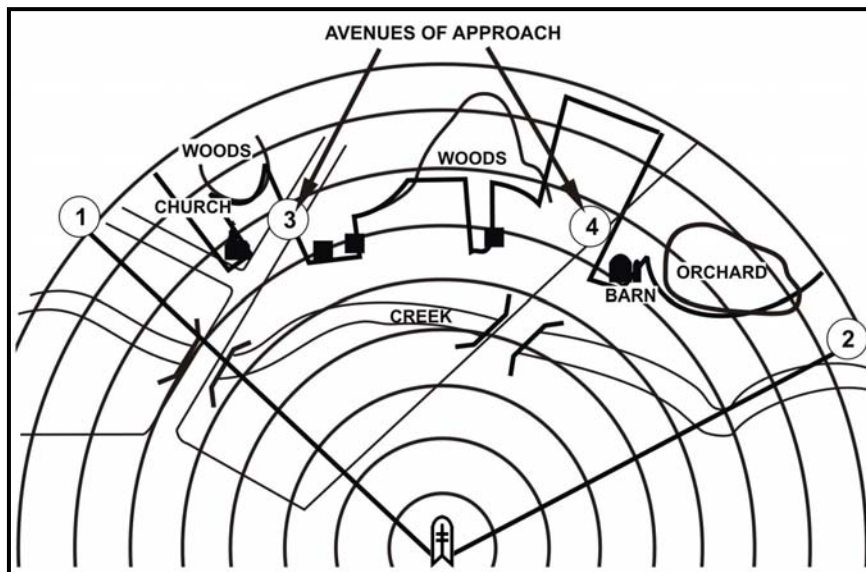 AVENUES OF APPROACH
WOODS
WOODS
CHURCH
1
3
4
ORCHARD
BARN
CREEK
2